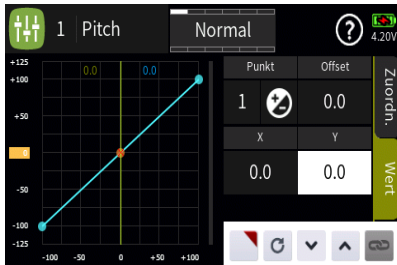 1 Pitch Normal ? 4.20V
+125
+100
+50
0
-50
-100
-125
0.0 0.0
-100 -50 0 +50 +100
Punkt Offset
1 0.0
X Y
0.0 0.0
Zuordn.
Wert